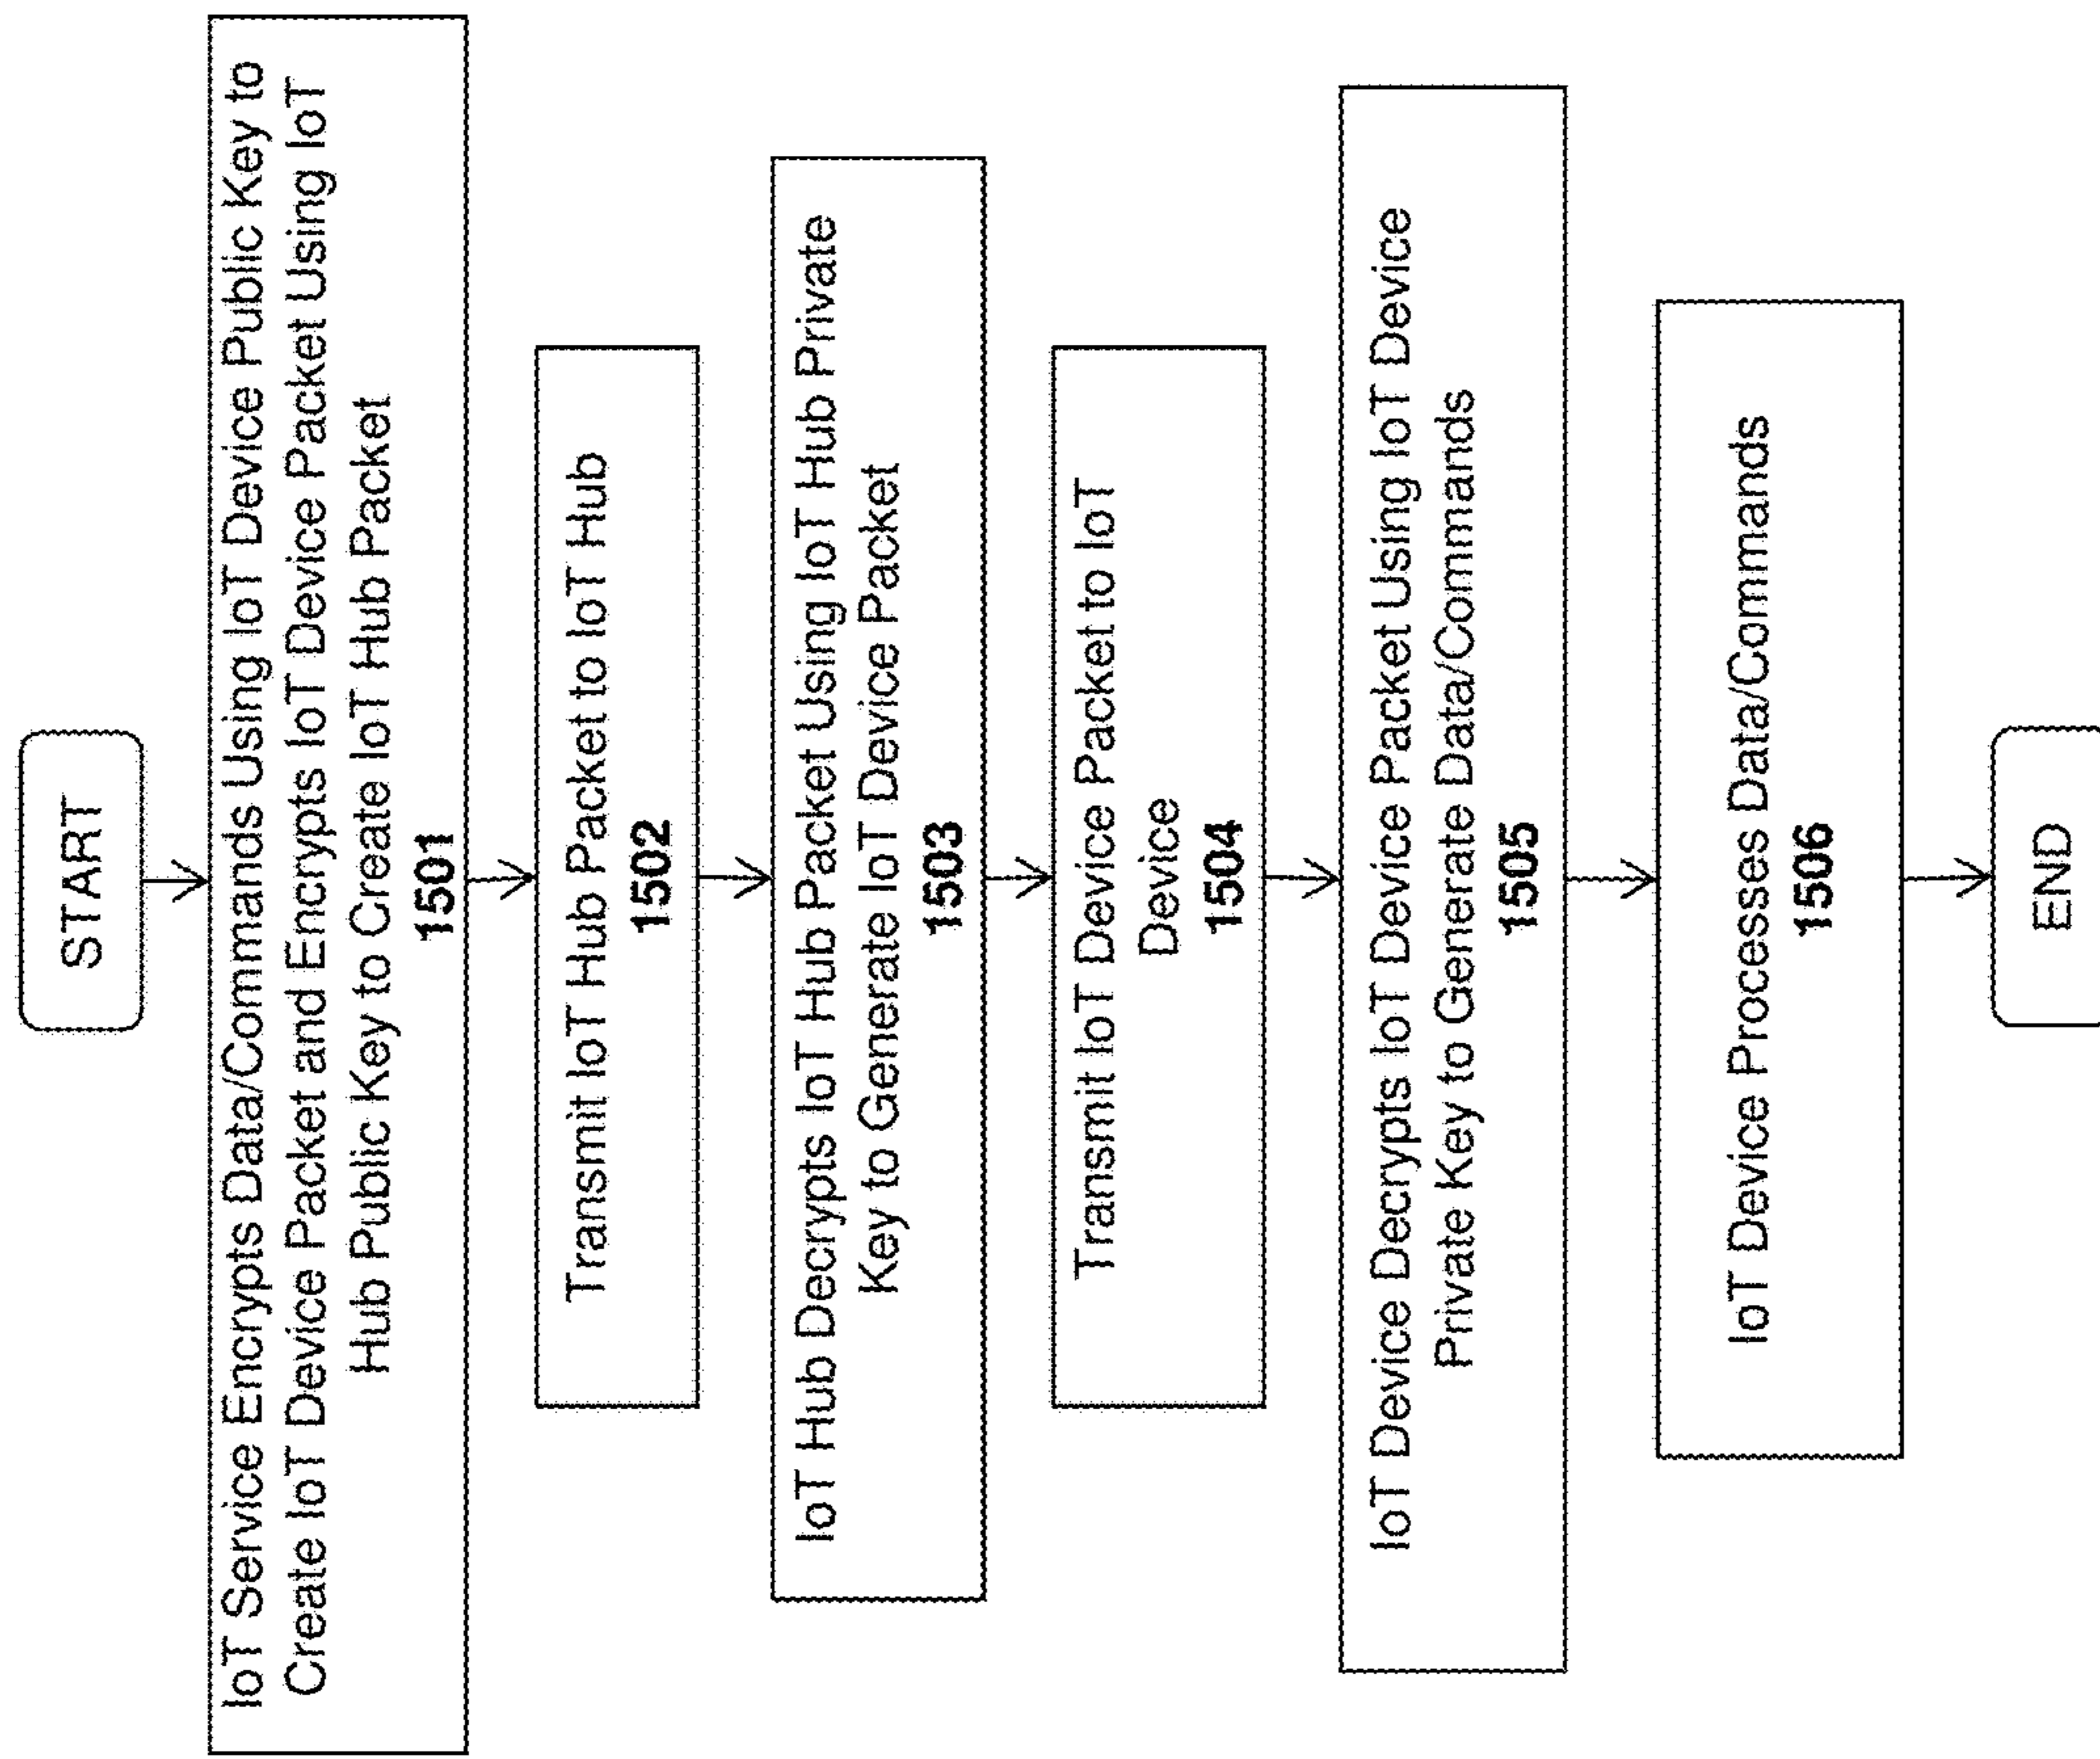 START
IoT Service Encrypts Data/Commands Using IoT Device Public Key to
Create IoT Device Packet and Encrypts IoT Device Packet Using IoT
Hub Public Key to Create IoT Hub Packet
1501
Transmit IoT Hub Packet to IoT Hub
1502
IoT Hub Decrypts IoT Hub Packet Using IoT Hub Private
Key to Generate IoT Device Packet
1503
Transmit IoT Device Packet to IoT
Device
1504
IoT Device Decrypts IoT Device Packet Using IoT Device
Private Key to Generate Data/Commands
1505
IoT Device Processes Data/Commands
1506
END